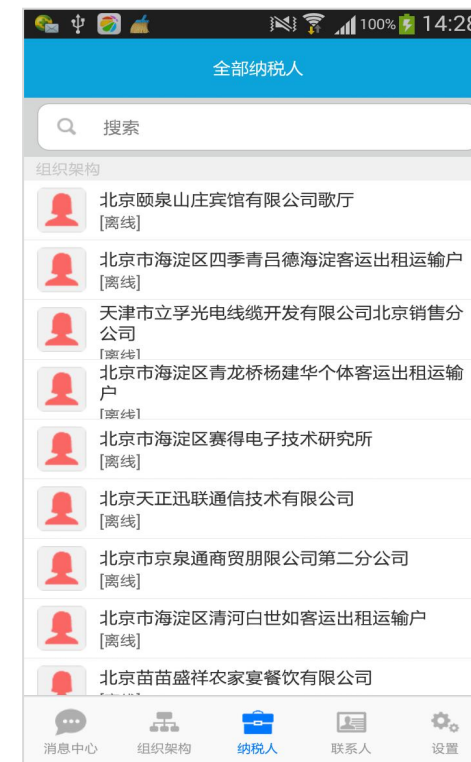 100% 14:28
全部纳税人
搜索
组织架构
北京颐泉山庄宾馆有限公司歌厅
[离线]
北京市海淀区四季青吕德海淀客运出租运输户
[离线]
天津市立孚光电线缆开发有限公司北京销售分
公司
[离线]
北京市海淀区青龙桥杨建华个体客运出租运输
户
[离线]
北京市海淀区赛得电子技术研究所
[离线]
北京天正迅联通信技术有限公司
[离线]
北京市京泉通商贸朋限公司第二分公司
[离线]
北京市海淀区清河白世如客运出租运输户
[离线]
北京苗苗盛祥农家宴餐饮有限公司
消息中心 组织架构 纳税人 联系人 设置